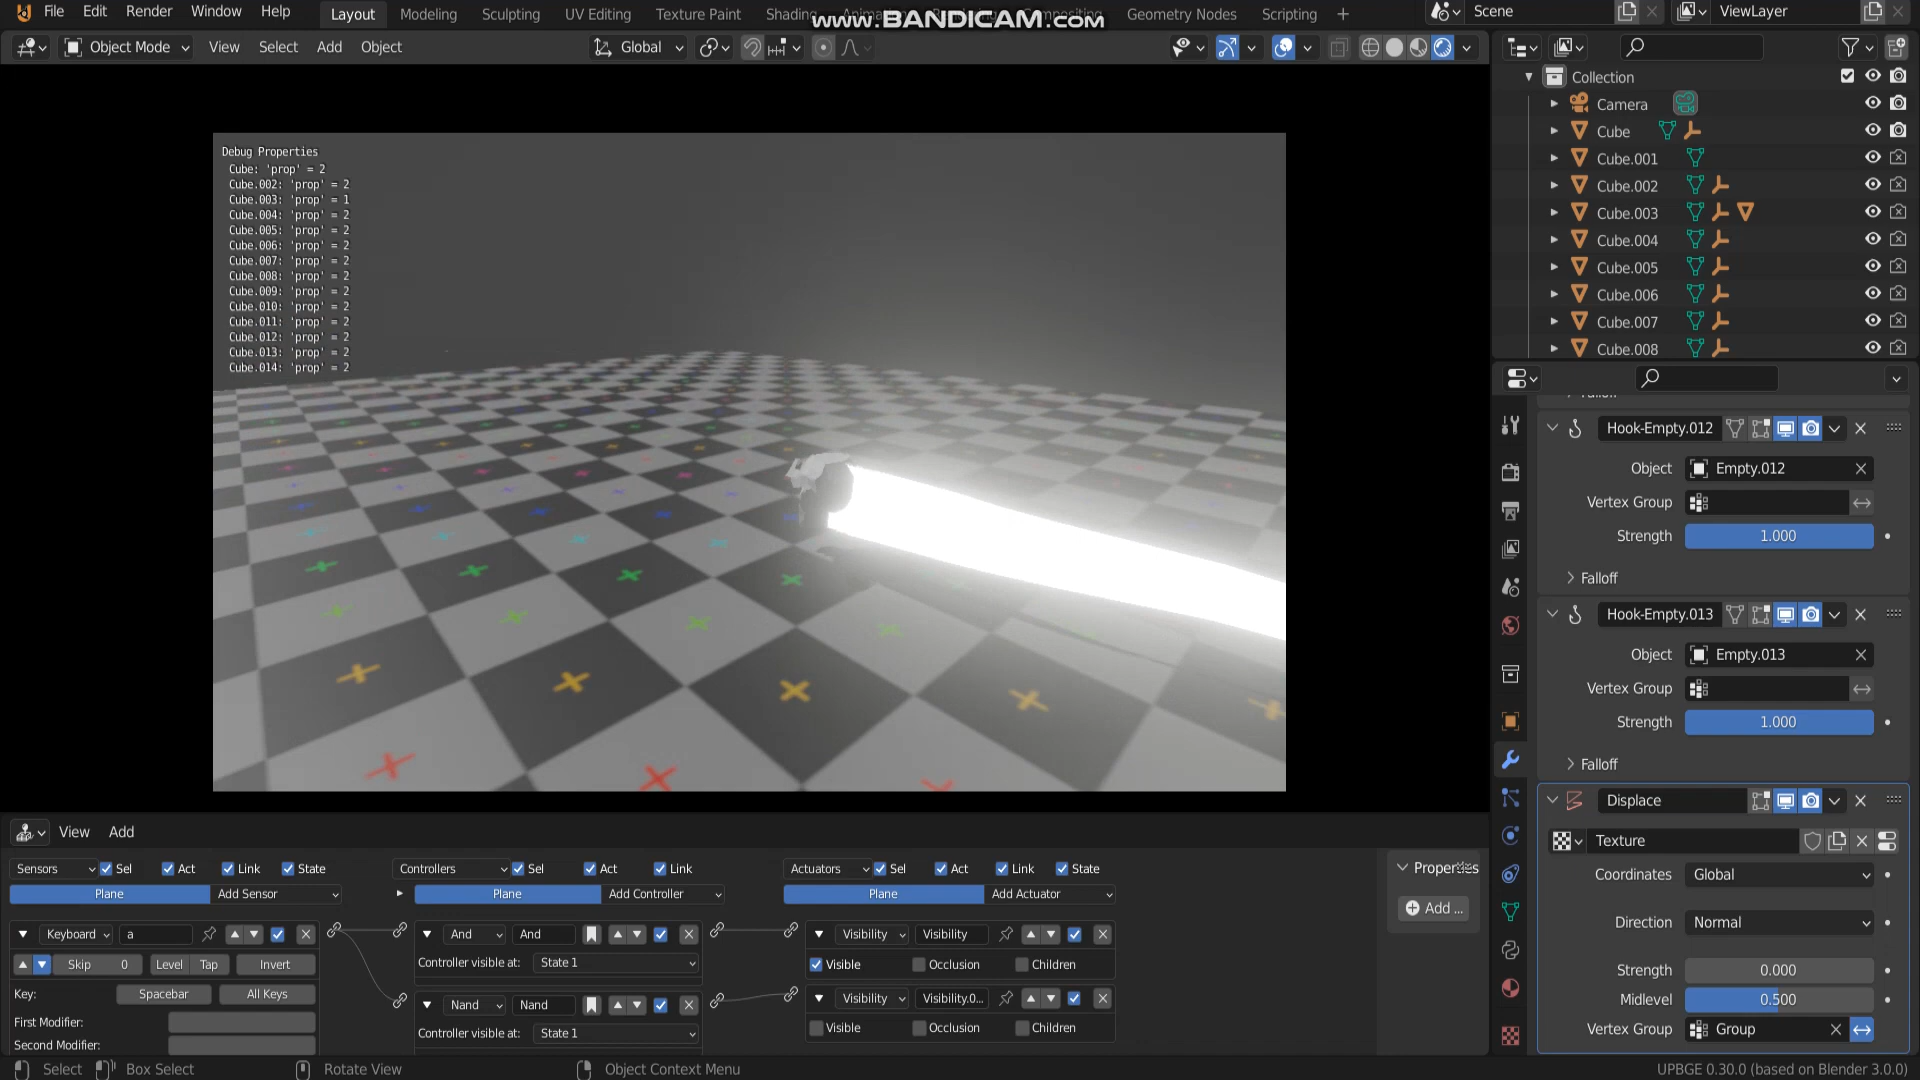 File Edit Render Window Help Layout Modeling Sculpting UV Editing Texture Paint Shading Compositing Geometry Nodes Scripting + Scene ViewLayer
www.BANDICAM.com
Object Mode View Select Add Object Global
Debug Properties
Cube: 'prop' = 2
Cube.002: 'prop' = 2
Cube.003: 'prop' = 1
Cube.004: 'prop' = 2
Cube.005: 'prop' = 2
Cube.006: 'prop' = 2
Cube.007: 'prop' = 2
Cube.008: 'prop' = 2
Cube.009: 'prop' = 2
Cube.010: 'prop' = 2
Cube.011: 'prop' = 2
Cube.012: 'prop' = 2
Cube.013: 'prop' = 2
Cube.014: 'prop' = 2
Collection
Camera
Cube
Cube.001
Cube.002
Cube.003
Cube.004
Cube.005
Cube.006
Cube.007
Cube.008
Hook-Empty.012
Object Empty.012
Vertex Group
Strength 1.000
Falloff
Hook-Empty.013
Object Empty.013
Vertex Group
Strength 1.000
Falloff
Displace
Texture
Coordinates Global
Direction Normal
Strength 0.000
Midlevel 0.500
Vertex Group Group
View Add
Sensors Sel Act Link State Controllers Sel Act Link Actuators Sel Act Link State Properties
Plane Add Sensor Plane Add Controller Plane Add Actuator
Add ...
Keyboard a And And Visibility Visibility
Skip 0 Level Tap Invert Controller visible at: State 1 Visible Occlusion Children
Key: Spacebar All Keys Nand Nand Visibility Visibility.0...
First Modifier: Controller visible at: State 1 Visible Occlusion Children
Second Modifier:
Select Box Select Rotate View Object Context Menu UPBGE 0.30.0 (based on Blender 3.0.0)